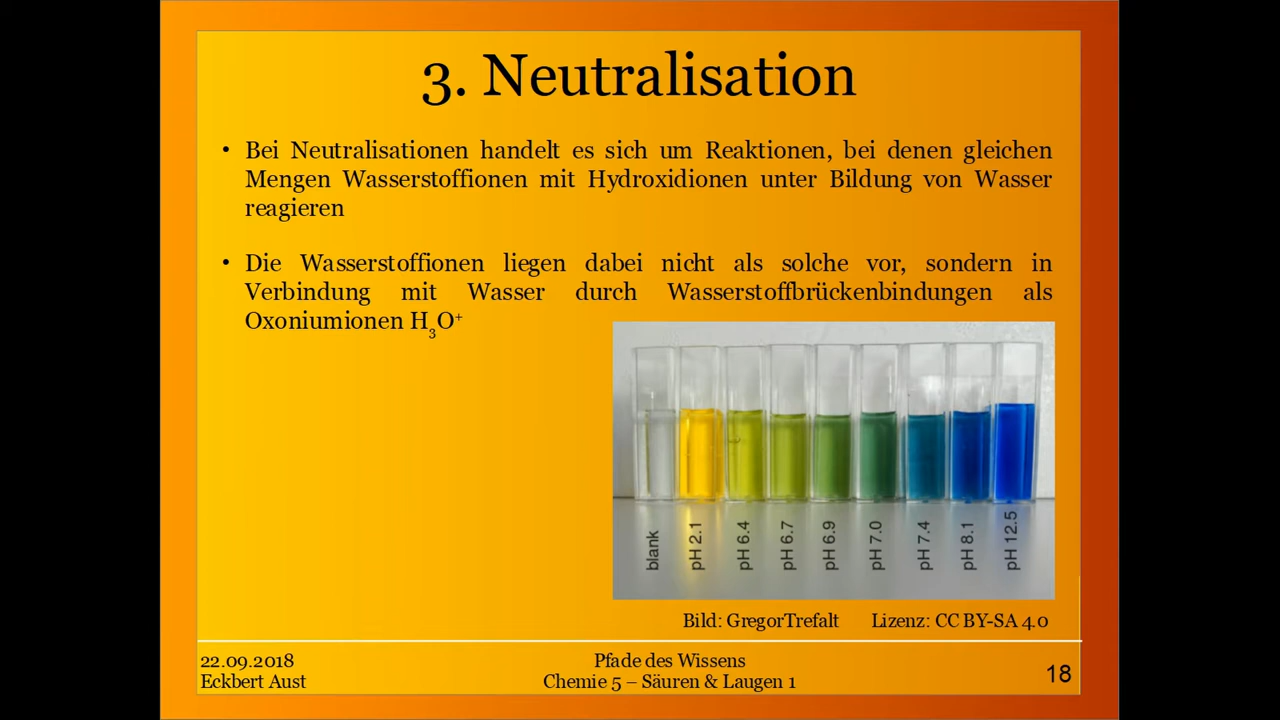 3. Neutralisation
• Bei Neutralisationen handelt es sich um Reaktionen, bei denen gleichen
Mengen Wasserstoffionen mit Hydroxidionen unter Bildung von Wasser
reagieren
• Die Wasserstoffionen liegen dabei nicht als solche vor, sondern in
Verbindung mit Wasser durch Wasserstoffbrückenbindungen als
Oxoniumionen H₃O⁺
blank
pH 2.1
pH 6.4
pH 6.7
pH 6.9
pH 7.0
pH 7.4
pH 8.1
pH 12.5
Bild: GregorTrefalt Lizenz: CC BY-SA 4.0
22.09.2018
Eckbert Aust
Pfade des Wissens
Chemie 5 – Säuren & Laugen 1
18